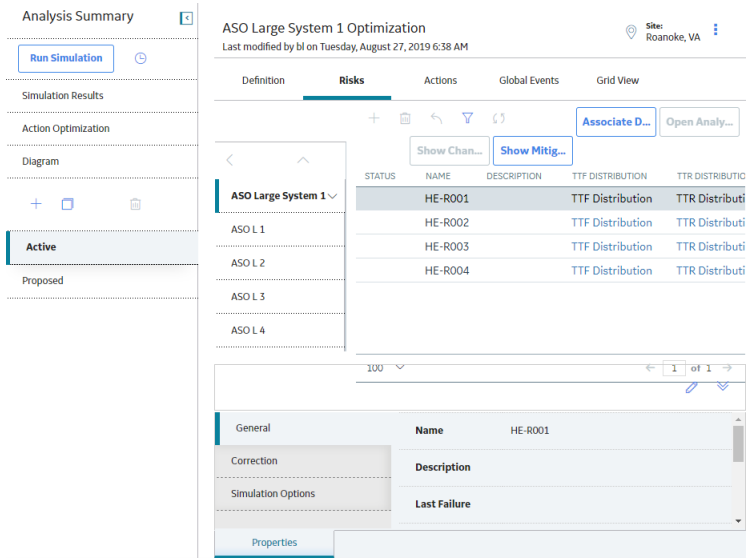 Analysis Summary
Run Simulation
Simulation Results
Action Optimization
Diagram
Active
Proposed
ASO Large System 1 Optimization
Last modified by bl on Tuesday, August 27, 2019 6:38 AM
Site:
Roanoke, VA
Definition Risks Actions Global Events Grid View
Associate D... Open Analy...
Show Chan... Show Mitig...
ASO Large System 1
ASO L 1
ASO L 2
ASO L 3
ASO L 4
STATUS NAME DESCRIPTION TTF DISTRIBUTION TTR DISTRIBUTIO
HE-R001 TTF Distribution TTR Distributi
HE-R002 TTF Distribution TTR Distributi
HE-R003 TTF Distribution TTR Distributi
HE-R004 TTF Distribution TTR Distributi
100 1 of 1
General
Correction
Simulation Options
Name HE-R001
Description
Last Failure
Properties